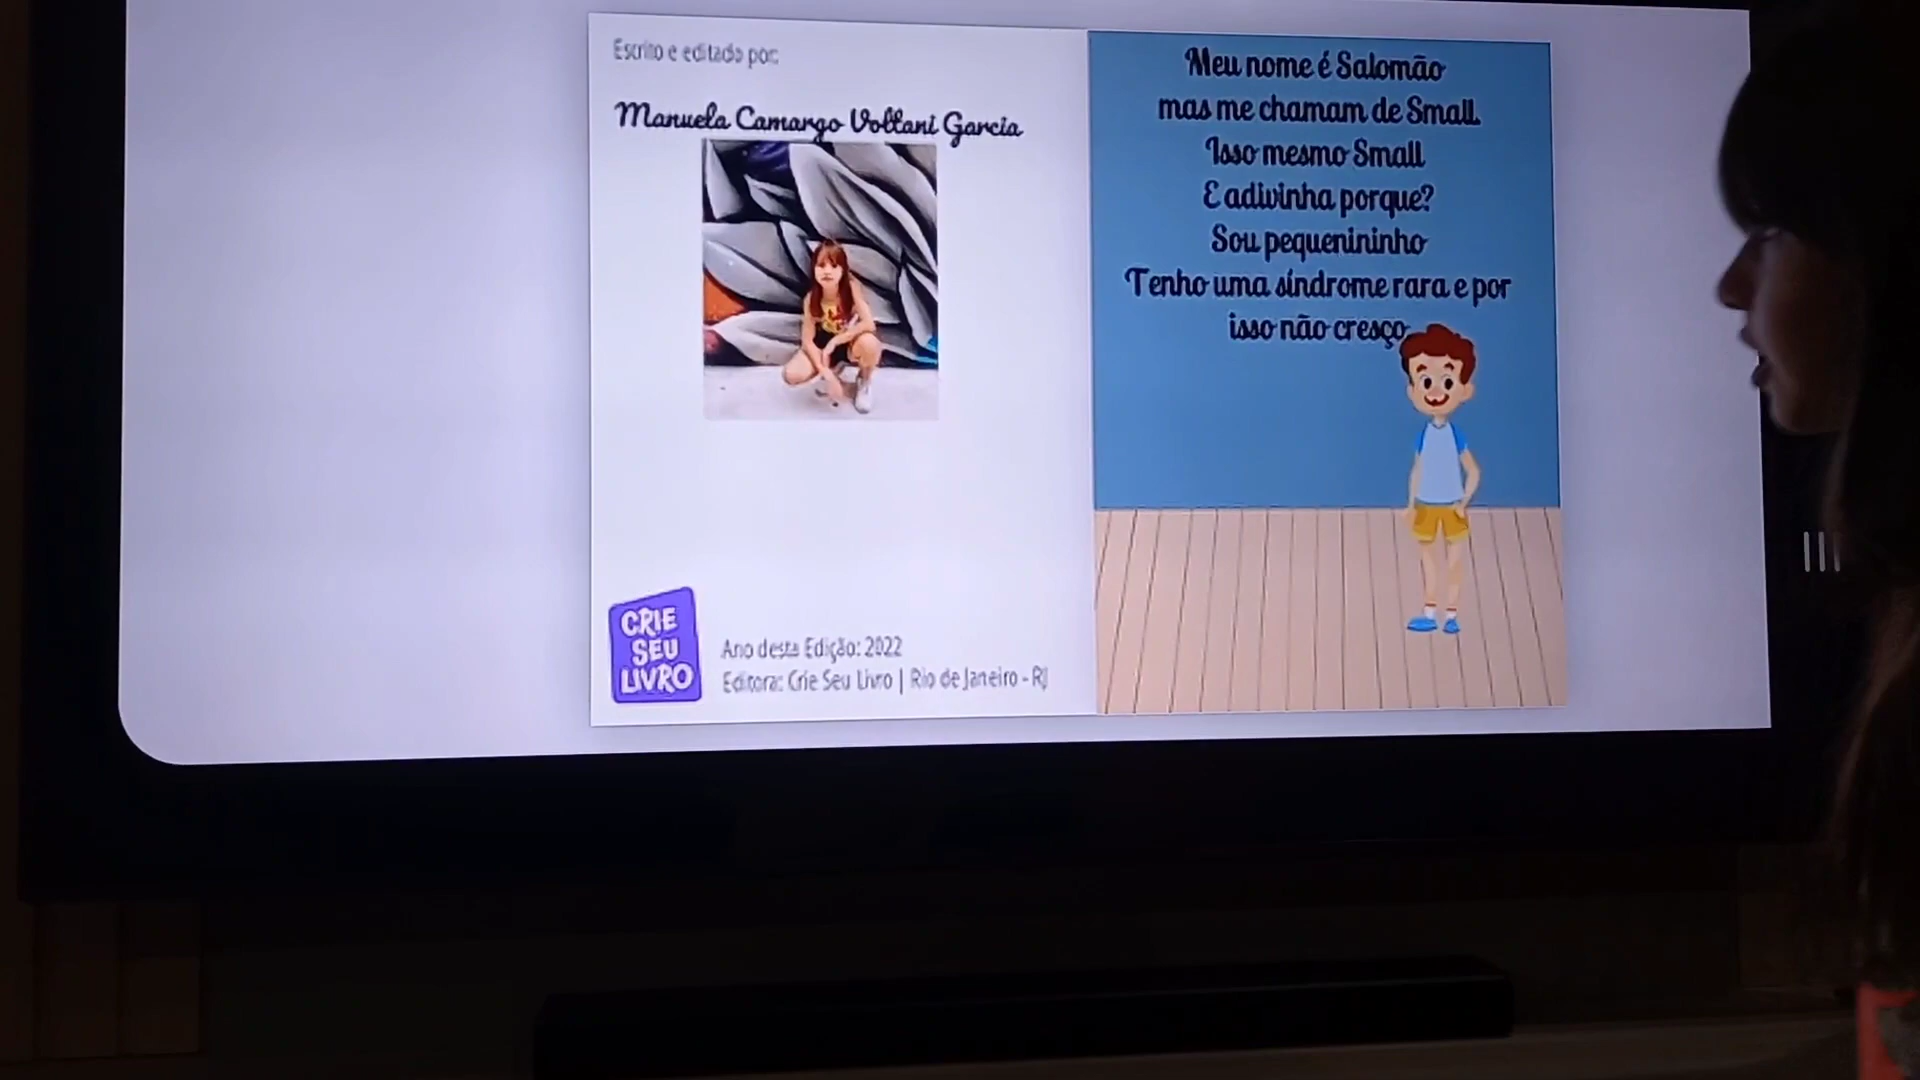 Escrito e editado por:
Manuela Camargo Voltani Garcia
CRIE
SEU
LIVRO
Ano desta Edição: 2022
Editora: Crie Seu Livro | Rio de Janeiro - RJ
Meu nome é Salomão
mas me chamam de Small.
Isso mesmo Small
E adivinha porque?
Sou pequenininho
Tenho uma síndrome rara e por
isso não cresço